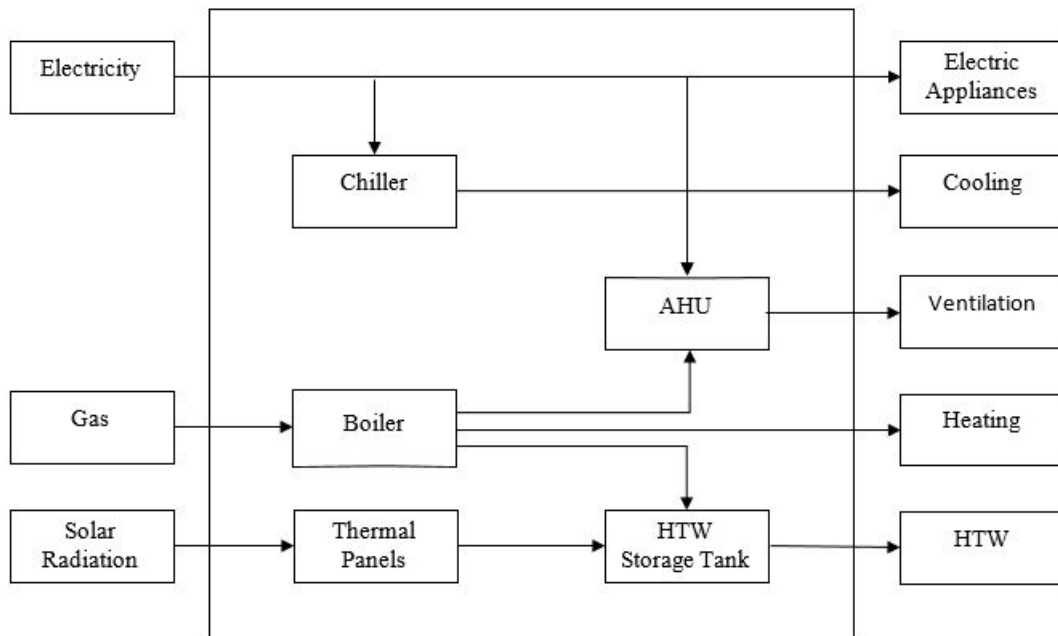 Electricity
Electric
Appliances
Chiller
Cooling
AHU
Ventilation
Gas
Boiler
Heating
Solar
Radiation
Thermal
Panels
HTW
Storage Tank
HTW